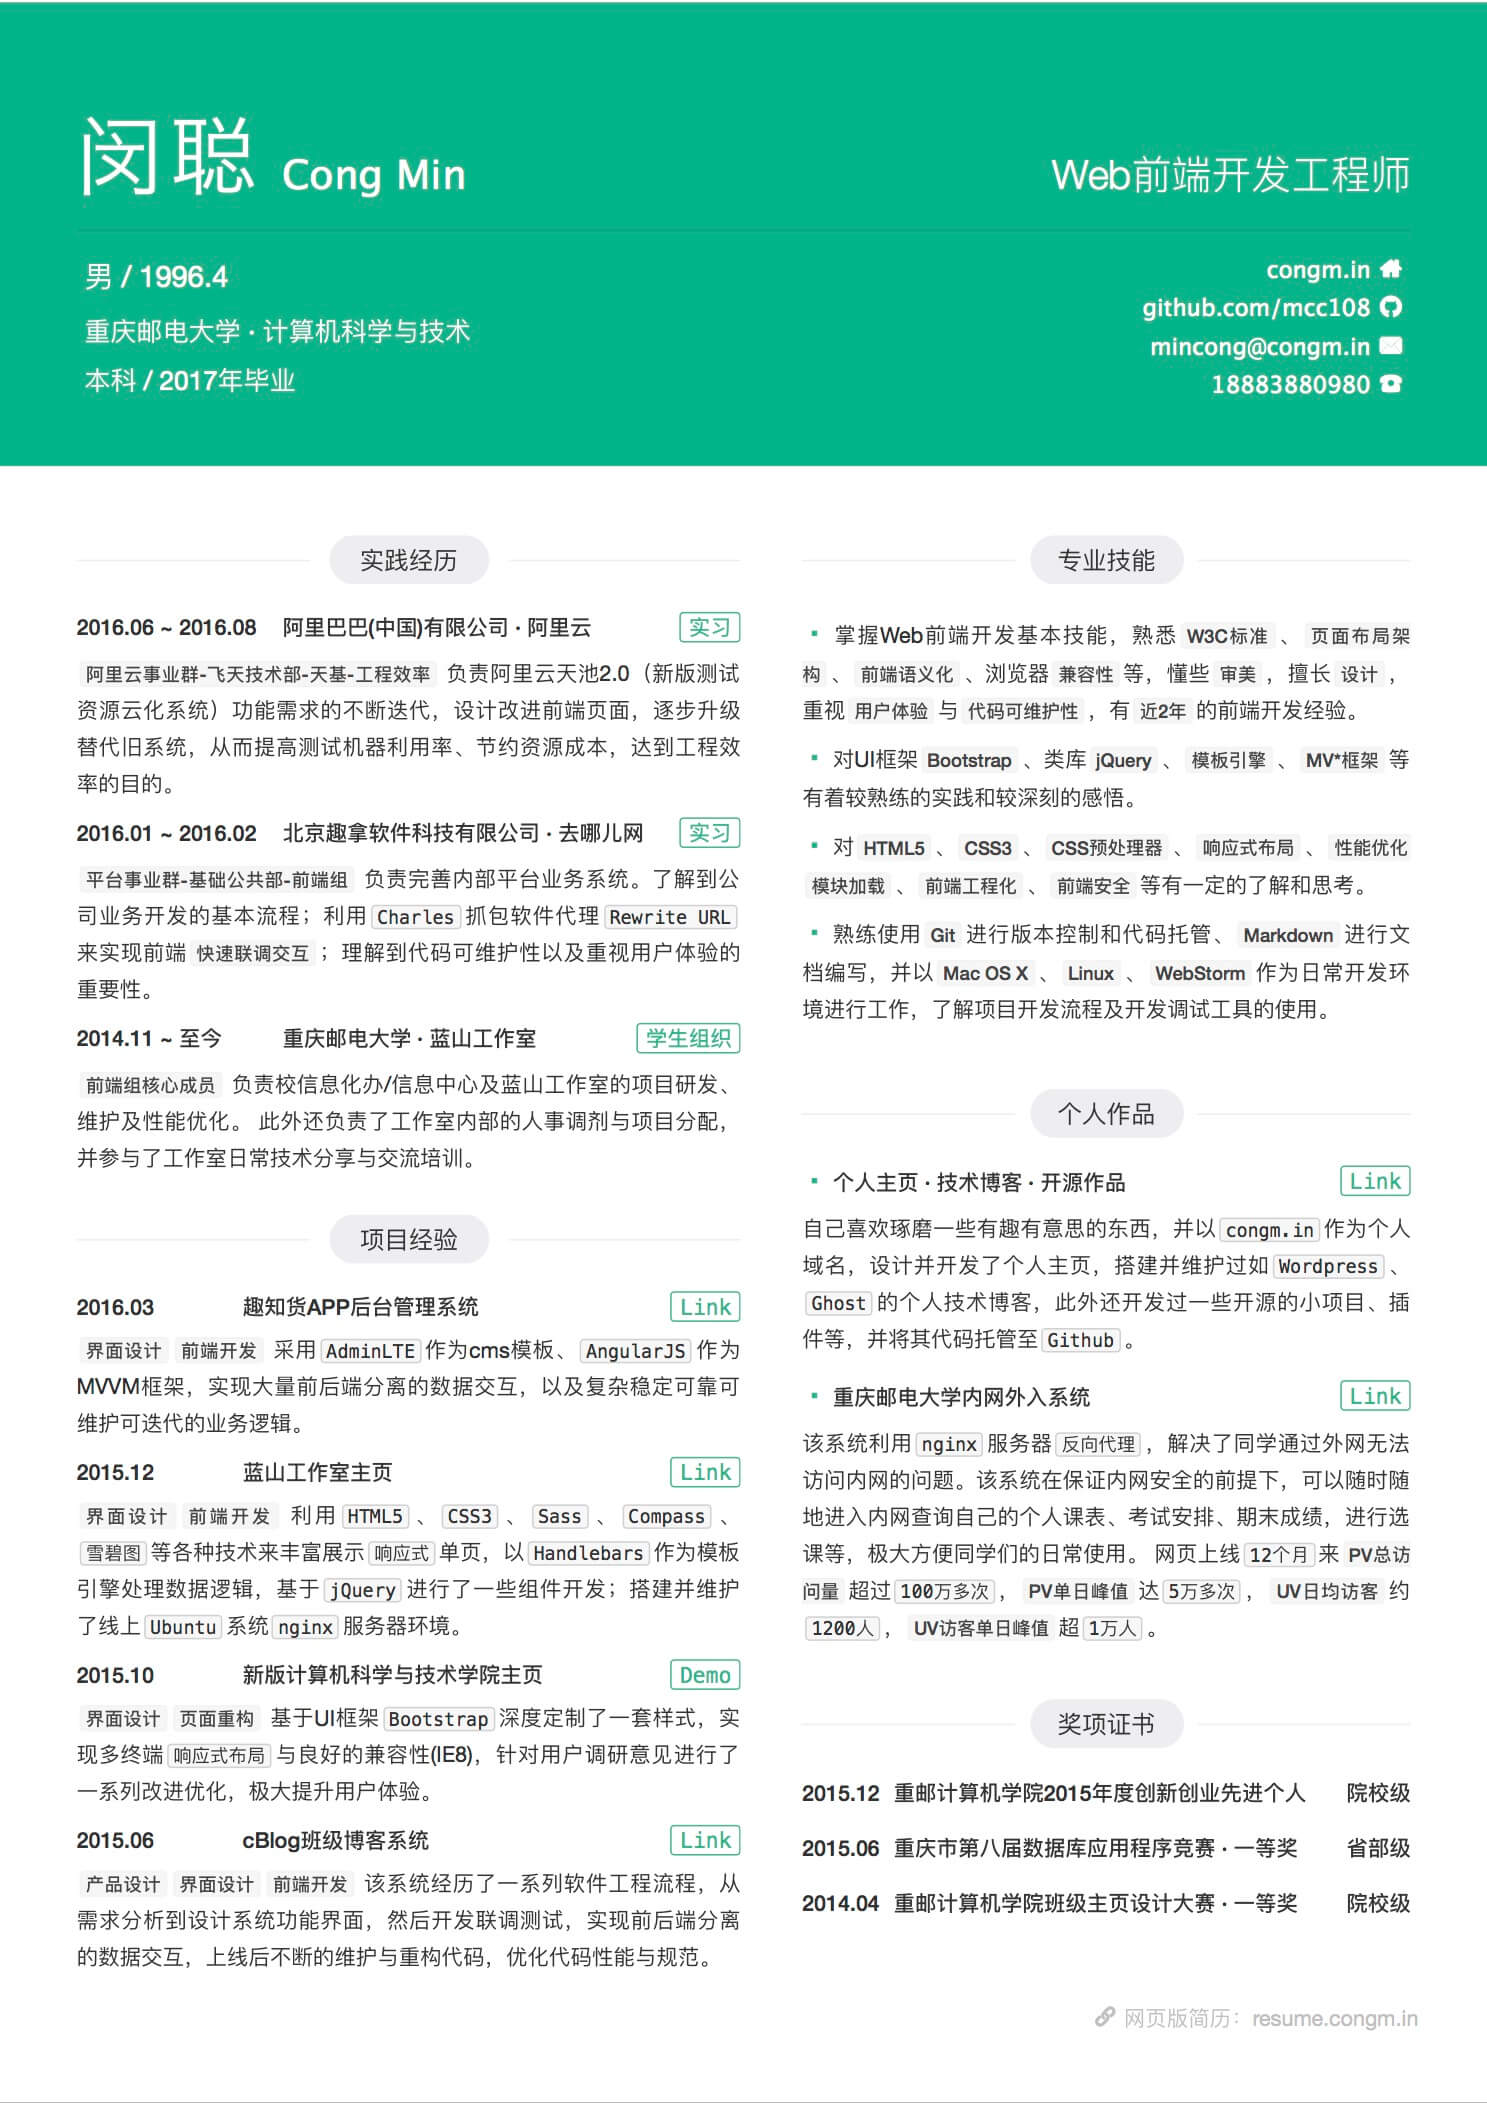 闵聪 Cong Min
Web前端开发工程师
男 / 1996.4
重庆邮电大学 · 计算机科学与技术
本科 / 2017年毕业
congm.in
github.com/mcc108
mincong@congm.in
18883880980
实践经历
2016.06 ~ 2016.08 阿里巴巴(中国)有限公司 · 阿里云 实习
阿里云事业群-飞天技术部-天基-工程效率 负责阿里云天池2.0（新版测试
资源云化系统）功能需求的不断迭代，设计改进前端页面，逐步升级
替代旧系统，从而提高测试机器利用率、节约资源成本，达到工程效
率的目的。
2016.01 ~ 2016.02 北京趣拿软件科技有限公司 · 去哪儿网 实习
平台事业群-基础公共部-前端组 负责完善内部平台业务系统。了解到公
司业务开发的基本流程；利用 Charles 抓包软件代理 Rewrite URL
来实现前端 快速联调交互 ；理解到代码可维护性以及重视用户体验的
重要性。
2014.11 ~ 至今 重庆邮电大学 · 蓝山工作室 学生组织
前端组核心成员 负责校信息化办/信息中心及蓝山工作室的项目研发、
维护及性能优化。 此外还负责了工作室内部的人事调剂与项目分配，
并参与了工作室日常技术分享与交流培训。
项目经验
2016.03 趣知货APP后台管理系统 Link
界面设计 前端开发 采用 AdminLTE 作为cms模板、 AngularJS 作为
MVVM框架，实现大量前后端分离的数据交互，以及复杂稳定可靠可
维护可迭代的业务逻辑。
2015.12 蓝山工作室主页 Link
界面设计 前端开发 利用 HTML5 、 CSS3 、 Sass 、 Compass 、
雪碧图 等各种技术来丰富展示 响应式 单页，以 Handlebars 作为模板
引擎处理数据逻辑，基于 jQuery 进行了一些组件开发；搭建并维护
了线上 Ubuntu 系统 nginx 服务器环境。
2015.10 新版计算机科学与技术学院主页 Demo
界面设计 页面重构 基于UI框架 Bootstrap 深度定制了一套样式，实
现多终端 响应式布局 与良好的兼容性(IE8)，针对用户调研意见进行了
一系列改进优化，极大提升用户体验。
2015.06 cBlog班级博客系统 Link
产品设计 界面设计 前端开发 该系统经历了一系列软件工程流程，从
需求分析到设计系统功能界面，然后开发联调测试，实现前后端分离
的数据交互，上线后不断的维护与重构代码，优化代码性能与规范。
专业技能
▪ 掌握Web前端开发基本技能，熟悉 W3C标准 、 页面布局架
构 、 前端语义化 、浏览器 兼容性 等，懂些 审美 ，擅长 设计 ，
重视 用户体验 与 代码可维护性 ，有 近2年 的前端开发经验。
▪ 对UI框架 Bootstrap 、类库 jQuery 、 模板引擎 、 MV*框架 等
有着较熟练的实践和较深刻的感悟。
▪ 对 HTML5 、 CSS3 、 CSS预处理器 、 响应式布局 、 性能优化
模块加载 、 前端工程化 、 前端安全 等有一定的了解和思考。
▪ 熟练使用 Git 进行版本控制和代码托管、 Markdown 进行文
档编写，并以 Mac OS X 、 Linux 、 WebStorm 作为日常开发环
境进行工作，了解项目开发流程及开发调试工具的使用。
个人作品
▪ 个人主页 · 技术博客 · 开源作品 Link
自己喜欢琢磨一些有趣有意思的东西，并以 congm.in 作为个人
域名，设计并开发了个人主页，搭建并维护过如 Wordpress 、
Ghost 的个人技术博客，此外还开发过一些开源的小项目、插
件等，并将其代码托管至 Github 。
▪ 重庆邮电大学内网外入系统 Link
该系统利用 nginx 服务器 反向代理 ，解决了同学通过外网无法
访问内网的问题。该系统在保证内网安全的前提下，可以随时随
地进入内网查询自己的个人课表、考试安排、期末成绩，进行选
课等，极大方便同学们的日常使用。 网页上线 12个月 来 PV总访
问量 超过 100万多次 ， PV单日峰值 达 5万多次 ， UV日均访客 约
1200人 ， UV访客单日峰值 超 1万人 。
奖项证书
2015.12 重邮计算机学院2015年度创新创业先进个人 院校级
2015.06 重庆市第八届数据库应用程序竞赛 · 一等奖 省部级
2014.04 重邮计算机学院班级主页设计大赛 · 一等奖 院校级
网页版简历：resume.congm.in